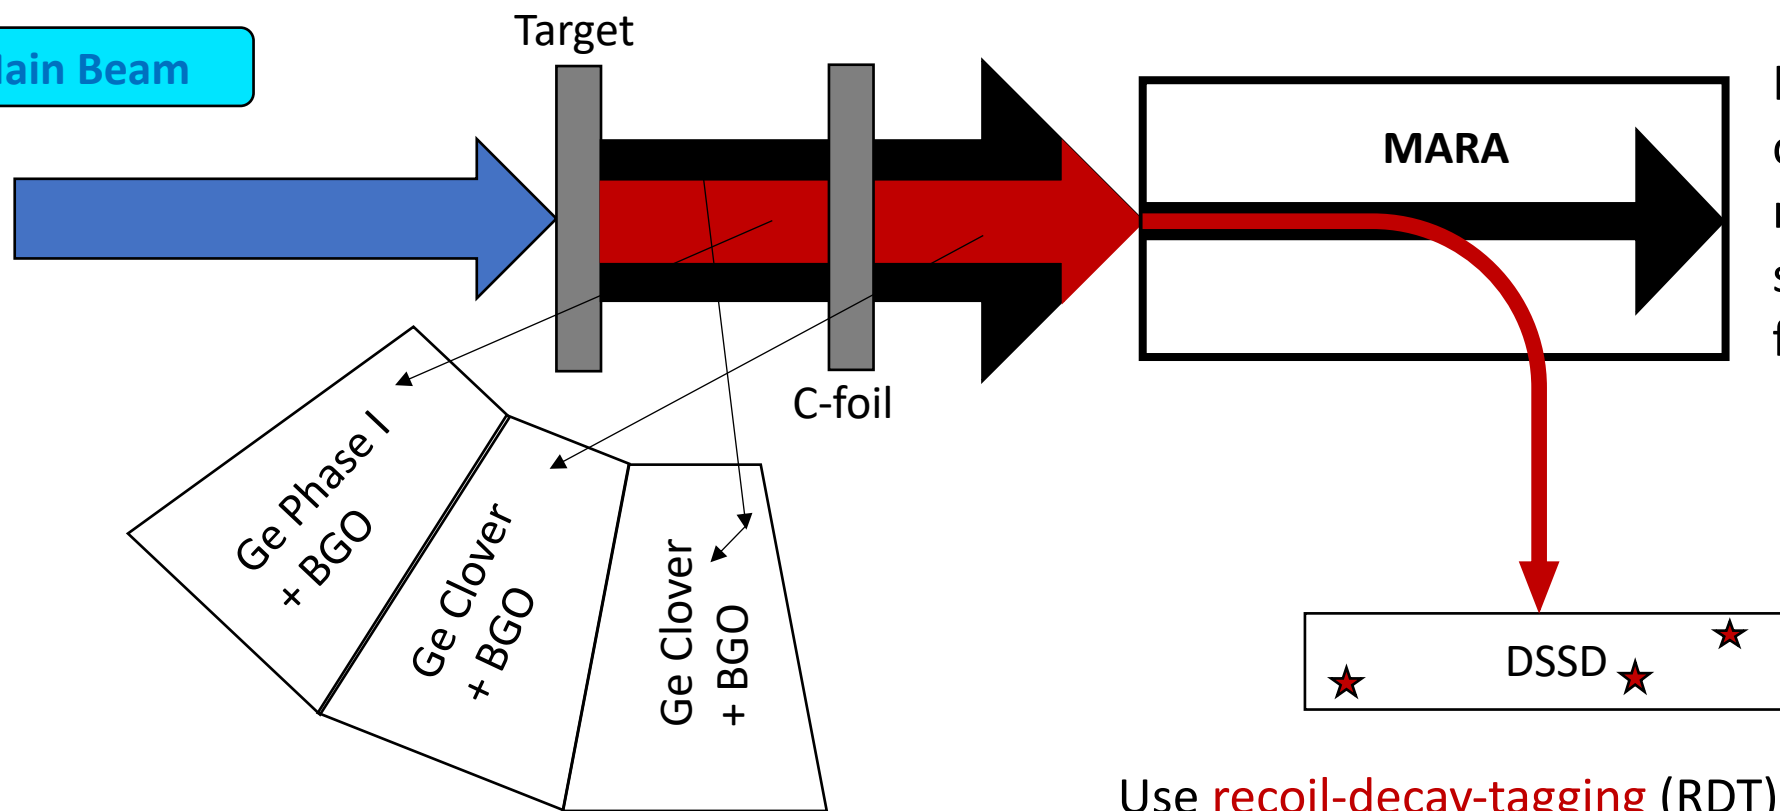 Target
Main Beam
MARA
C-foil
Ge Phase I
+ BGO
Ge Clover
+ BGO
Ge Clover
+ BGO
DSSD
Use recoil-decay-tagging (RDT)